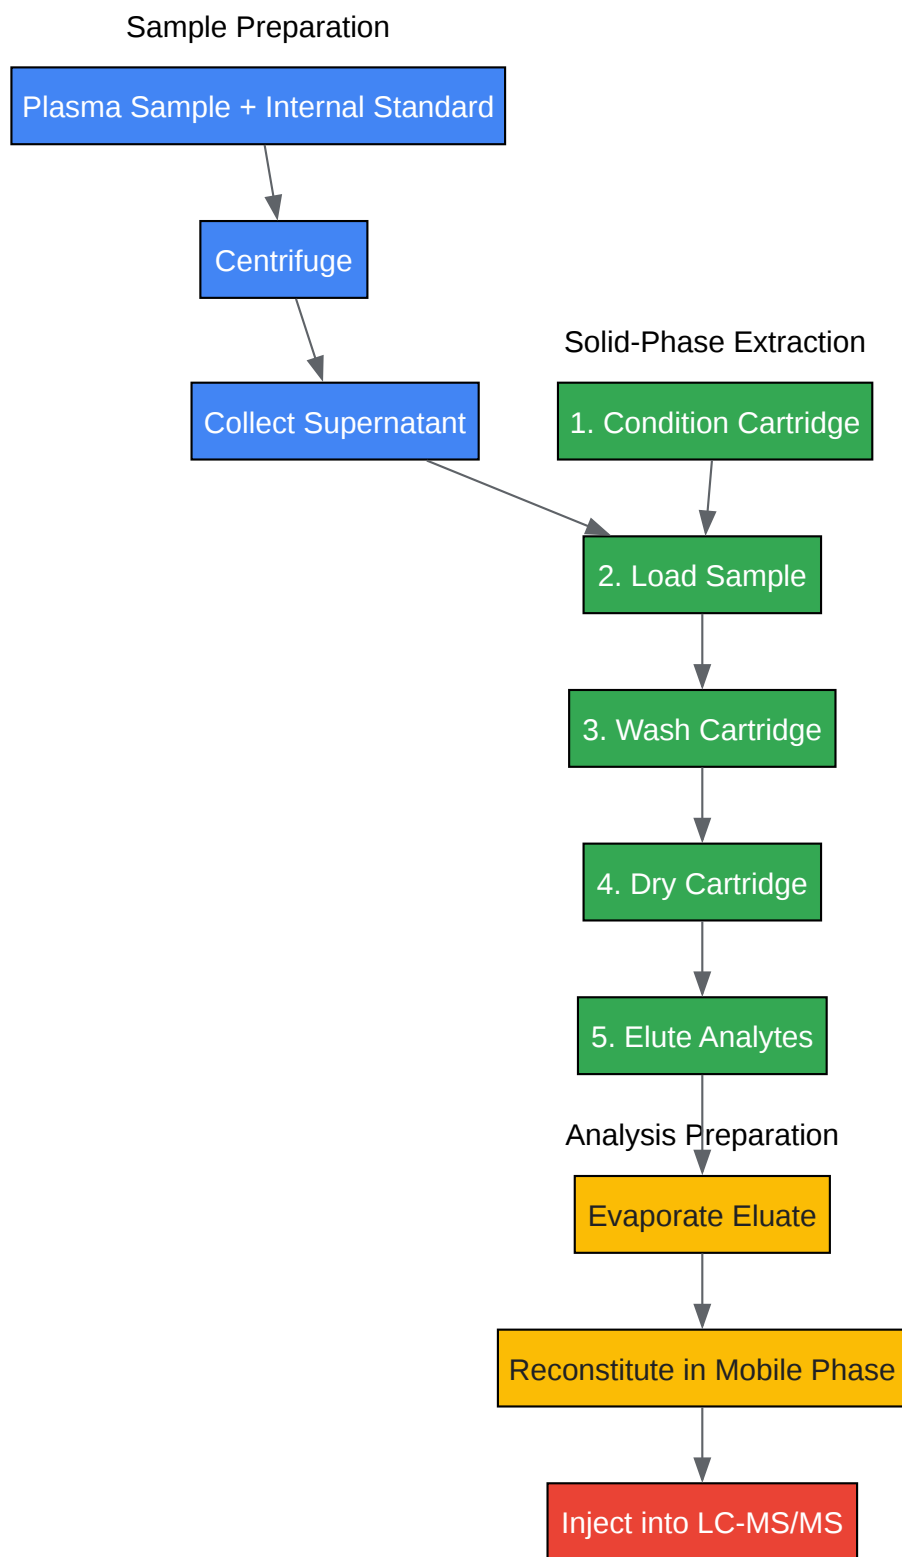 Sample Preparation
Plasma Sample + Internal Standard
Centrifuge
Collect Supernatant
Solid-Phase Extraction
1. Condition Cartridge
2. Load Sample
3. Wash Cartridge
4. Dry Cartridge
5. Elute Analytes
Analysis Preparation
Evaporate Eluate
Reconstitute in Mobile Phase
Inject into LC-MS/MS